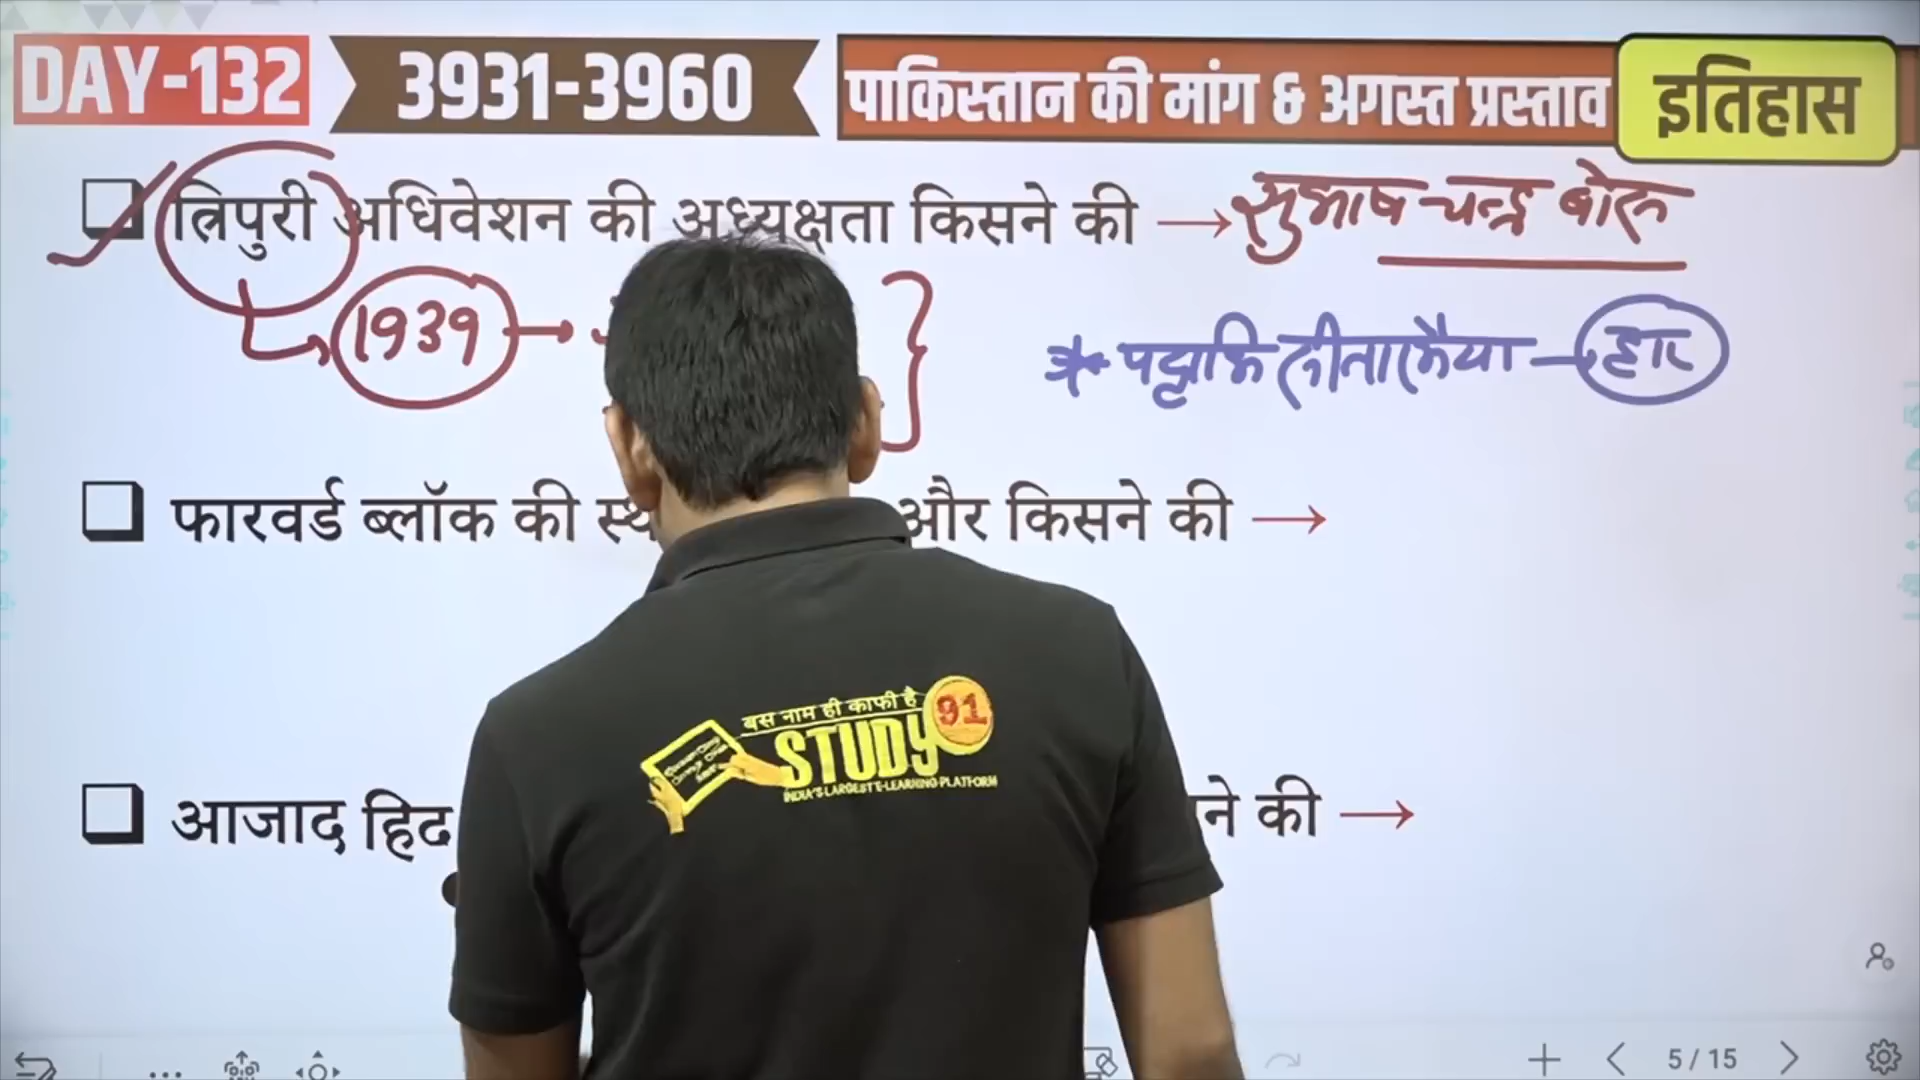 DAY-132 3931-3960 पाकिस्तान की मांग & अगस्त प्रस्ताव इतिहास
त्रिपुरी अधिवेशन की अध्यक्षता किसने की → सुभाष चन्द्र बोस
1939 →
* पट्टाभि सीतारमैया → हार
फारवर्ड ब्लॉक की और किसने की →
बस नाम ही काफी है
STUDY 91
INDIA'S LARGEST E-LEARNING PLATFORM
आजाद हिंद ने की →
5 / 15